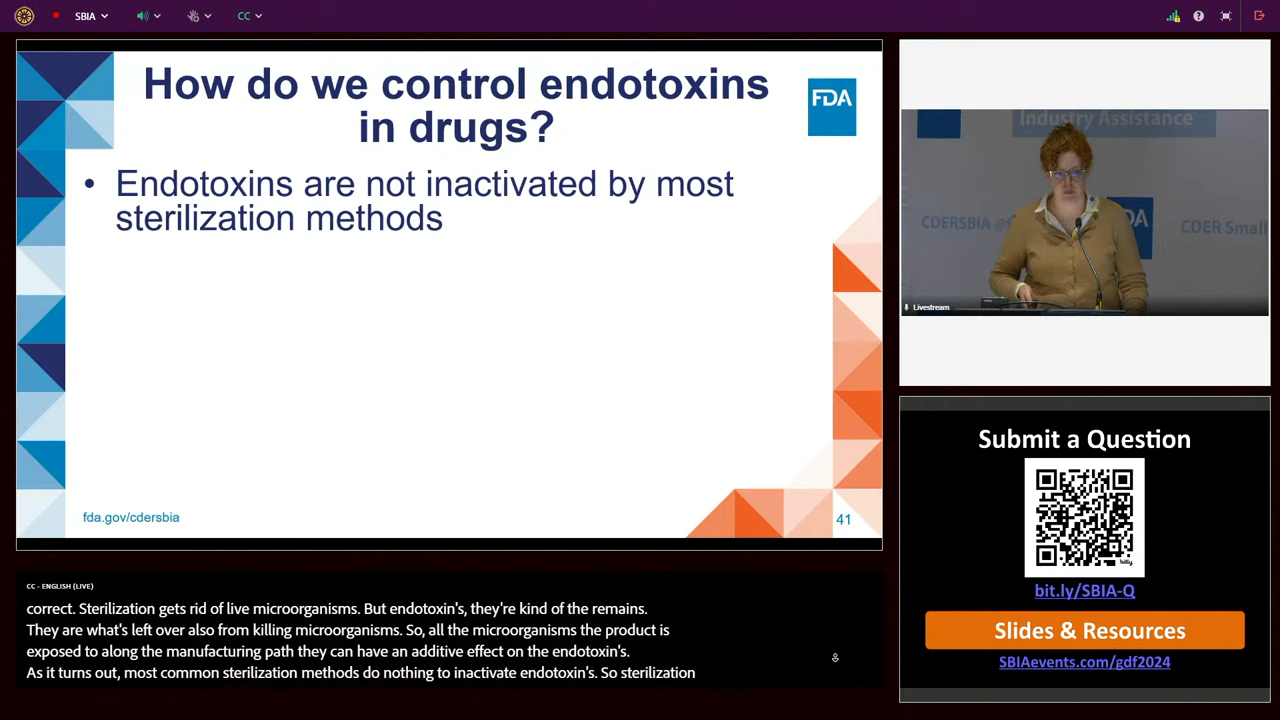 SBIA
CC
How do we control endotoxins
in drugs?
FDA
• Endotoxins are not inactivated by most
sterilization methods
fda.gov/cdersbia
41
Industry Assistance
CDERSBIA @f
FDA
CDER Small
Livestream
Submit a Question
bitly
bit.ly/SBIA-Q
Slides & Resources
SBIAevents.com/gdf2024
CC - ENGLISH (LIVE)
correct. Sterilization gets rid of live microorganisms. But endotoxin's, they're kind of the remains.
They are what's left over also from killing microorganisms. So, all the microorganisms the product is
exposed to along the manufacturing path they can have an additive effect on the endotoxin's.
As it turns out, most common sterilization methods do nothing to inactivate endotoxin's. So sterilization